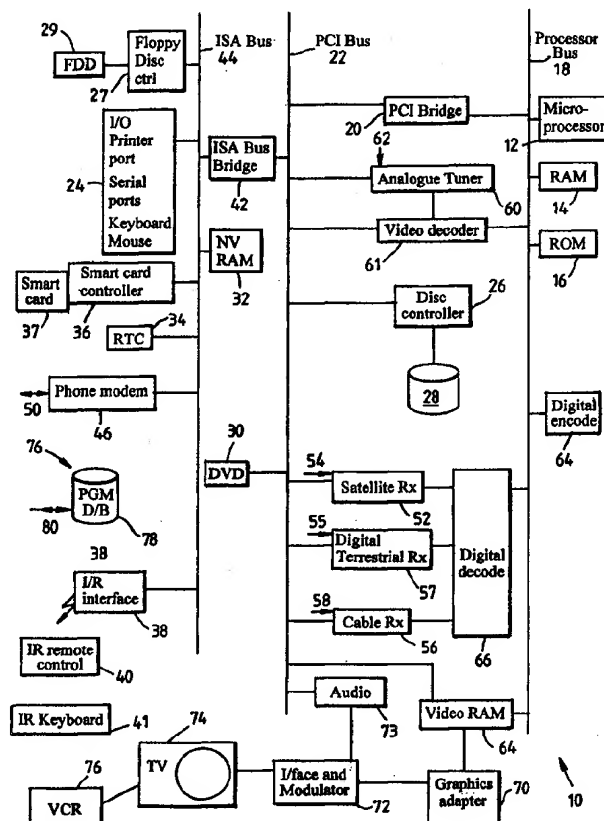 29
FDD
Floppy
Disc
ctrl
27
ISA Bus
44
PCI Bus
22
Processor
Bus
18
I/O
Printer
port
Serial
ports
Keyboard
Mouse
24
ISA Bus
Bridge
42
PCI Bridge
20
Micro-
processor
12
62
Analogue Tuner
60
RAM
14
Video decoder
61
ROM
16
NV
RAM
32
Smart card
controller
36
Smart
card
37
RTC
34
Disc
controller
26
28
Phone modem
50
46
Digital
encode
64
30
DVD
76
PGM
D/B
80
78
54
Satellite Rx
52
55
Digital
Terrestrial Rx
57
58
Cable Rx
56
Digital
decode
66
38
I/R
interface
38
IR remote
control
40
IR Keyboard
41
Audio
73
Video RAM
64
74
TV
76
VCR
I/face and
Modulator
72
Graphics
adapter
70
10